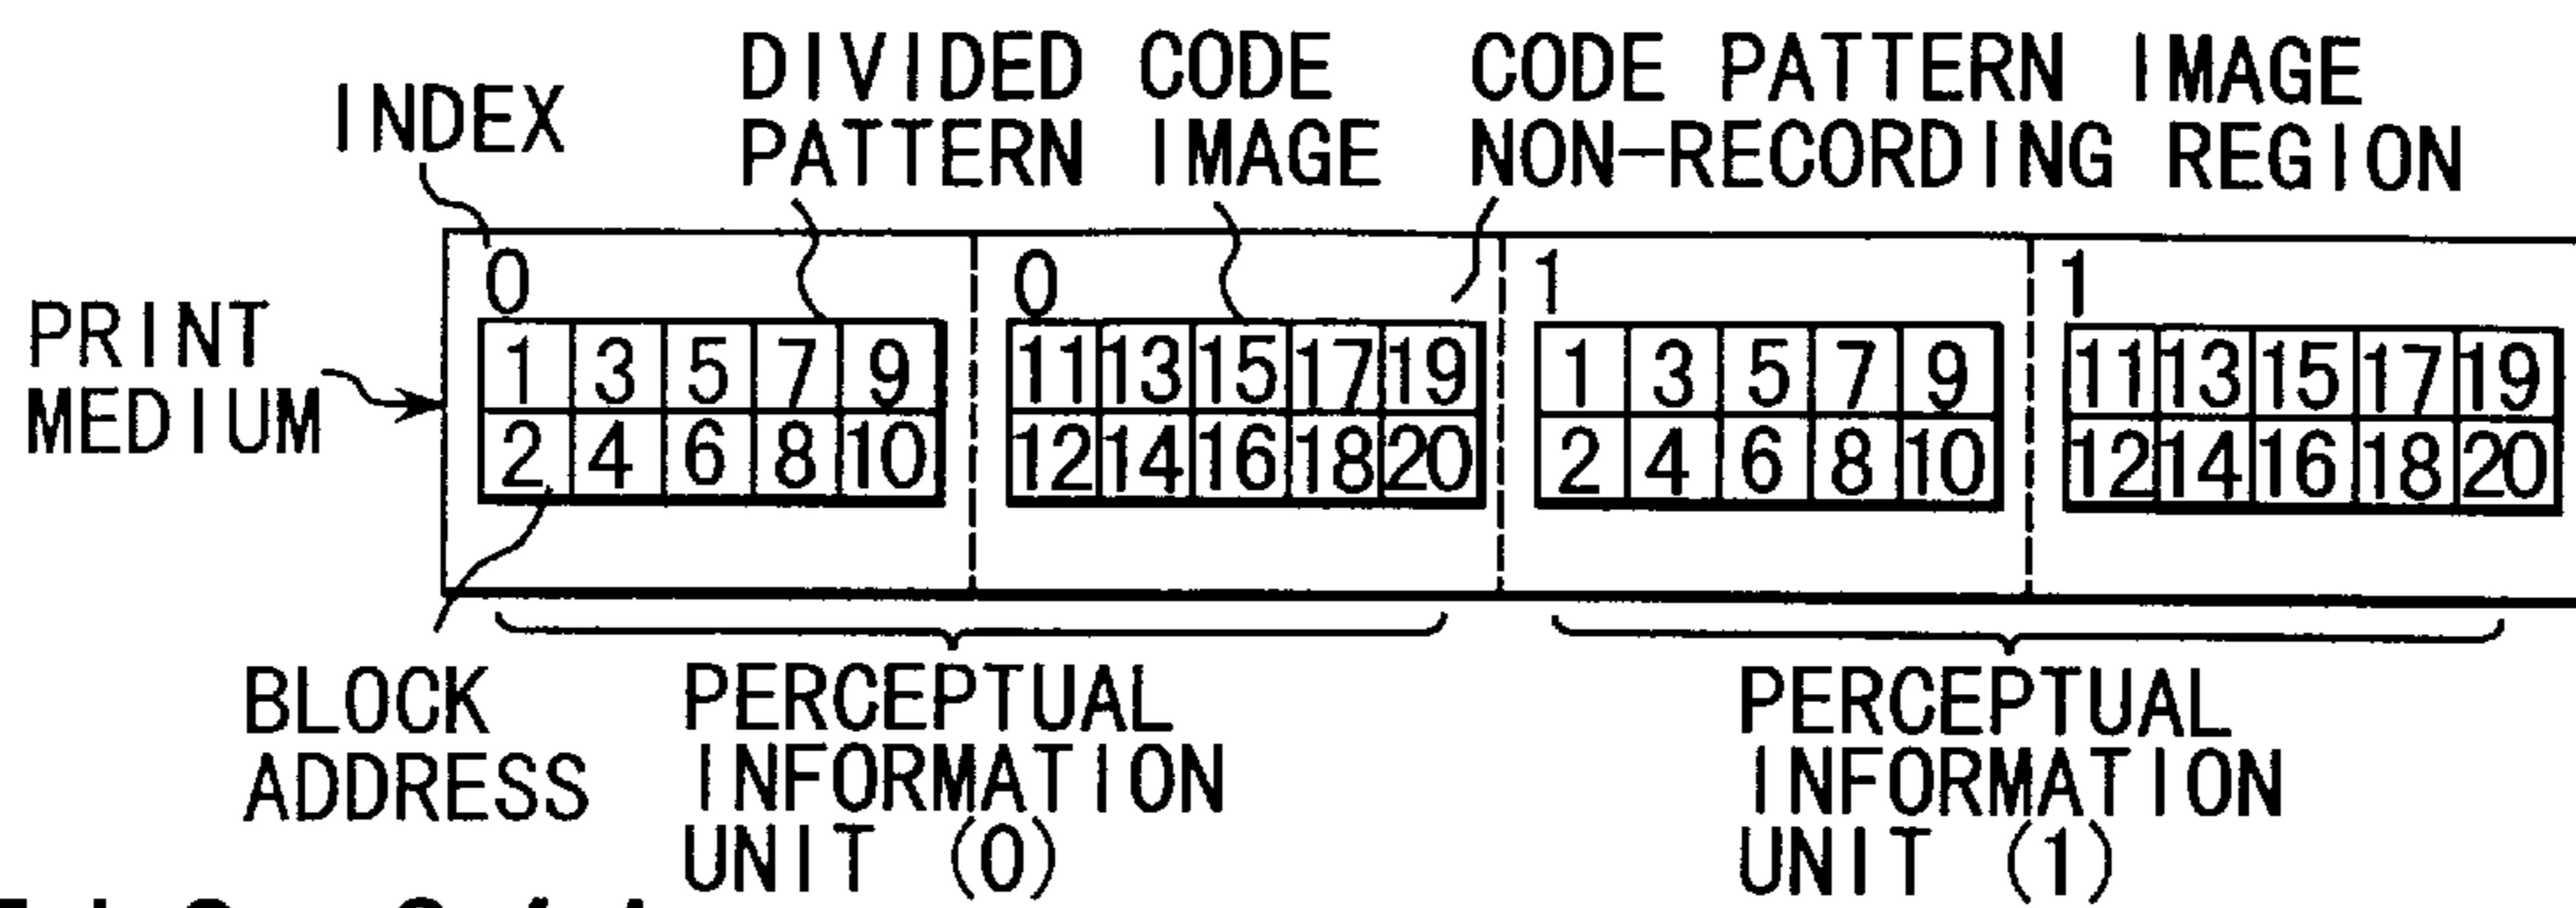 INDEX
DIVIDED CODE
PATTERN IMAGE
CODE PATTERN IMAGE
NON-RECORDING REGION
PRINT
MEDIUM
0 0 1 1
1 3 5 7 9 11 13 15 17 19 1 3 5 7 9 11 13 15 17 19
2 4 6 8 10 12 14 16 18 20 2 4 6 8 10 12 14 16 18 20
BLOCK
ADDRESS
PERCEPTUAL
INFORMATION
UNIT (0)
PERCEPTUAL
INFORMATION
UNIT (1)